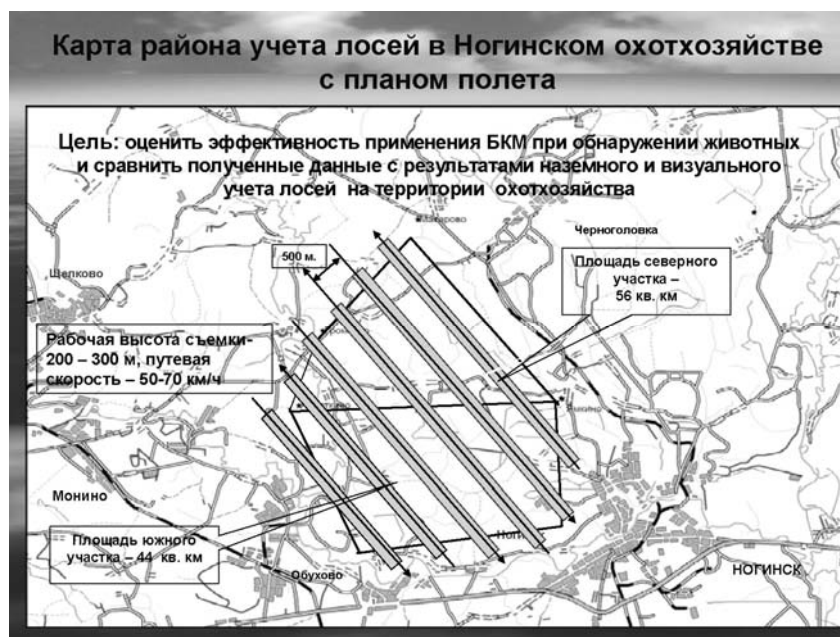 Карта района учета лосей в Ногинском охотхозяйстве
с планом полета
Цель: оценить эффективность применения БКМ при обнаружении животных
и сравнить полученные данные с результатами наземного и визуального
учета лосей на территории охотхозяйства
Черноголовка
500 м.
Площадь северного
участка –
56 кв. км
Щелково
Рабочая высота съемки-
200 – 300 м, путевая
скорость – 50-70 км/ч
Монино
Площадь южного
участка – 44 кв. км
Обухово
НОГИНСК